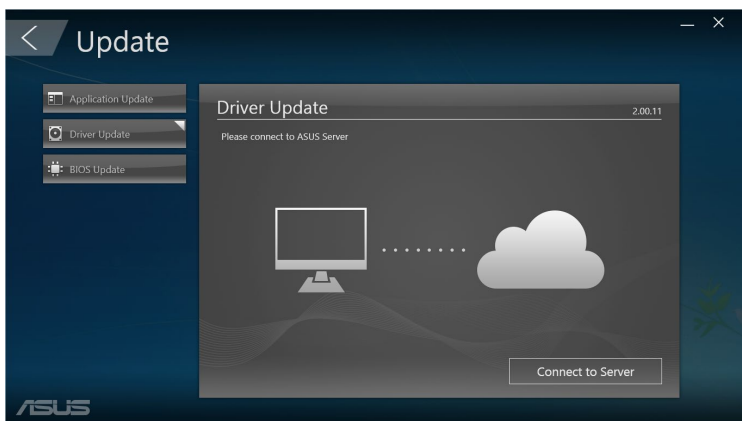 Update
Application Update
Driver Update
BIOS Update
Driver Update
2.00.11
Please connect to ASUS Server
Connect to Server
ASUS